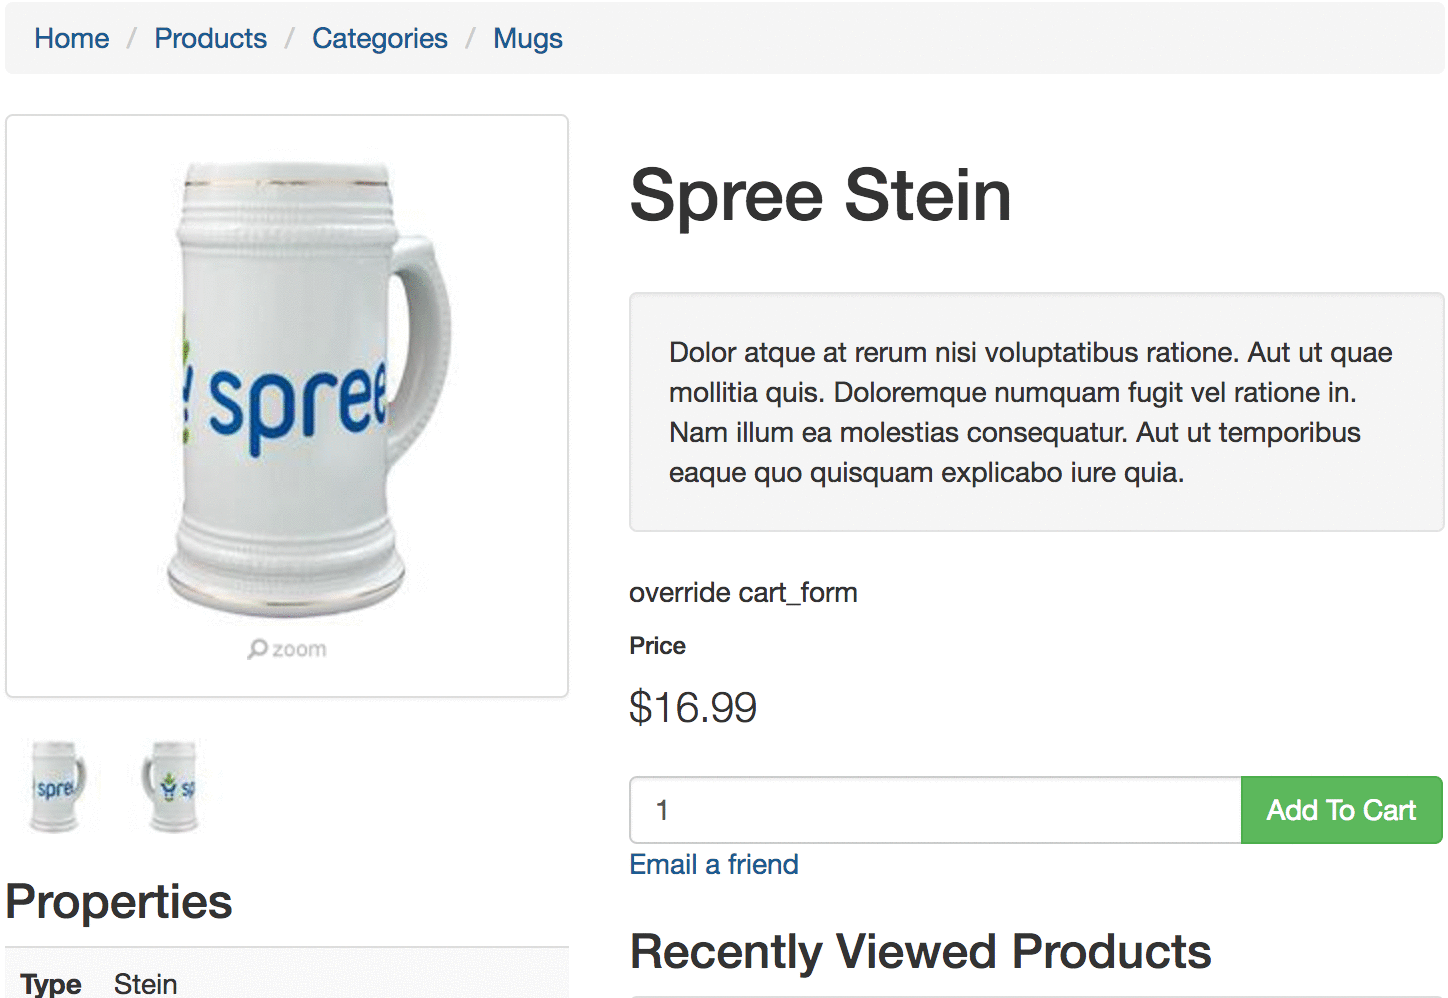 Home / Products / Categories / Mugs
spree
zoom
spree
sp
Properties
Type Stein
Spree Stein
Dolor atque at rerum nisi voluptatibus ratione. Aut ut quae
mollitia quis. Doloremque numquam fugit vel ratione in.
Nam illum ea molestias consequatur. Aut ut temporibus
eaque quo quisquam explicabo iure quia.
override cart_form
Price
$16.99
1 Add To Cart
Email a friend
Recently Viewed Products